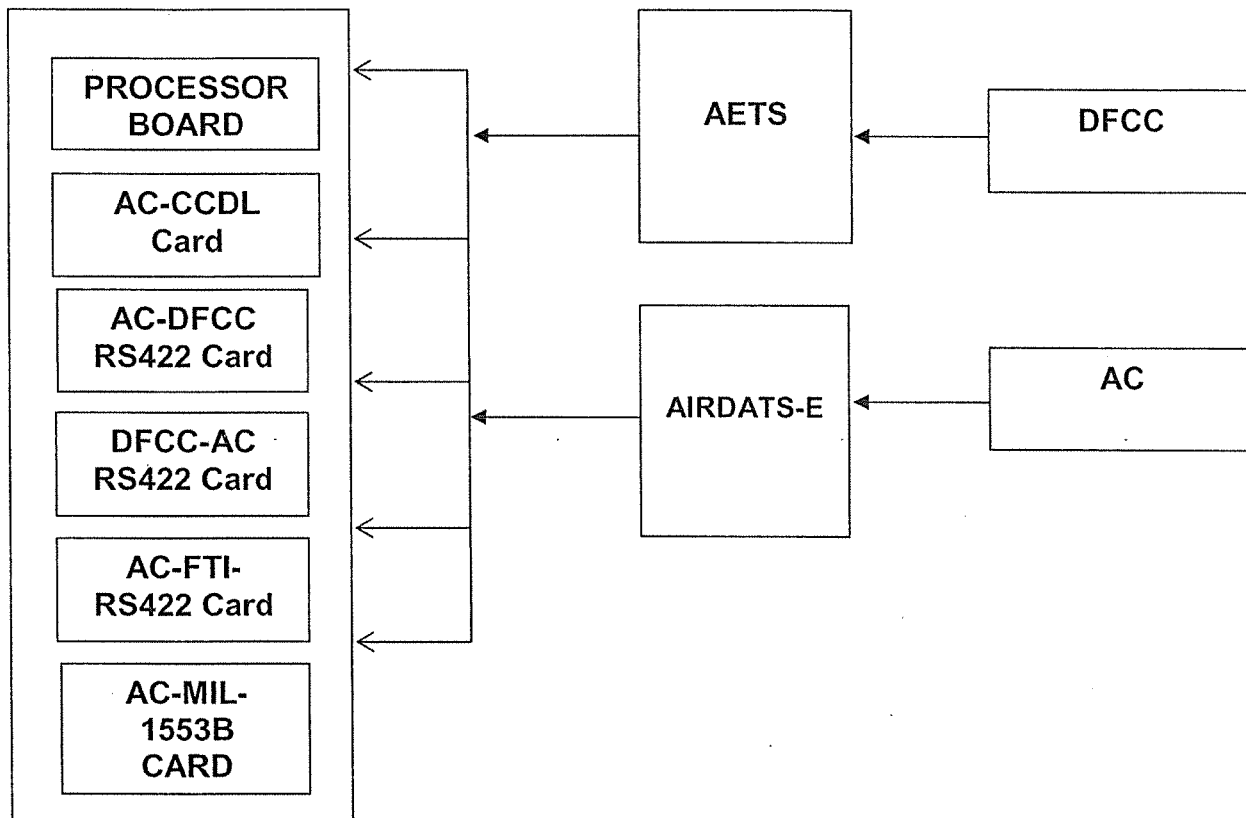 PROCESSOR
BOARD
AC-CCDL
Card
AC-DFCC
RS422 Card
DFCC-AC
RS422 Card
AC-FTI-
RS422 Card
AC-MIL-
1553B
CARD
AETS
AIRDATS-E
DFCC
AC